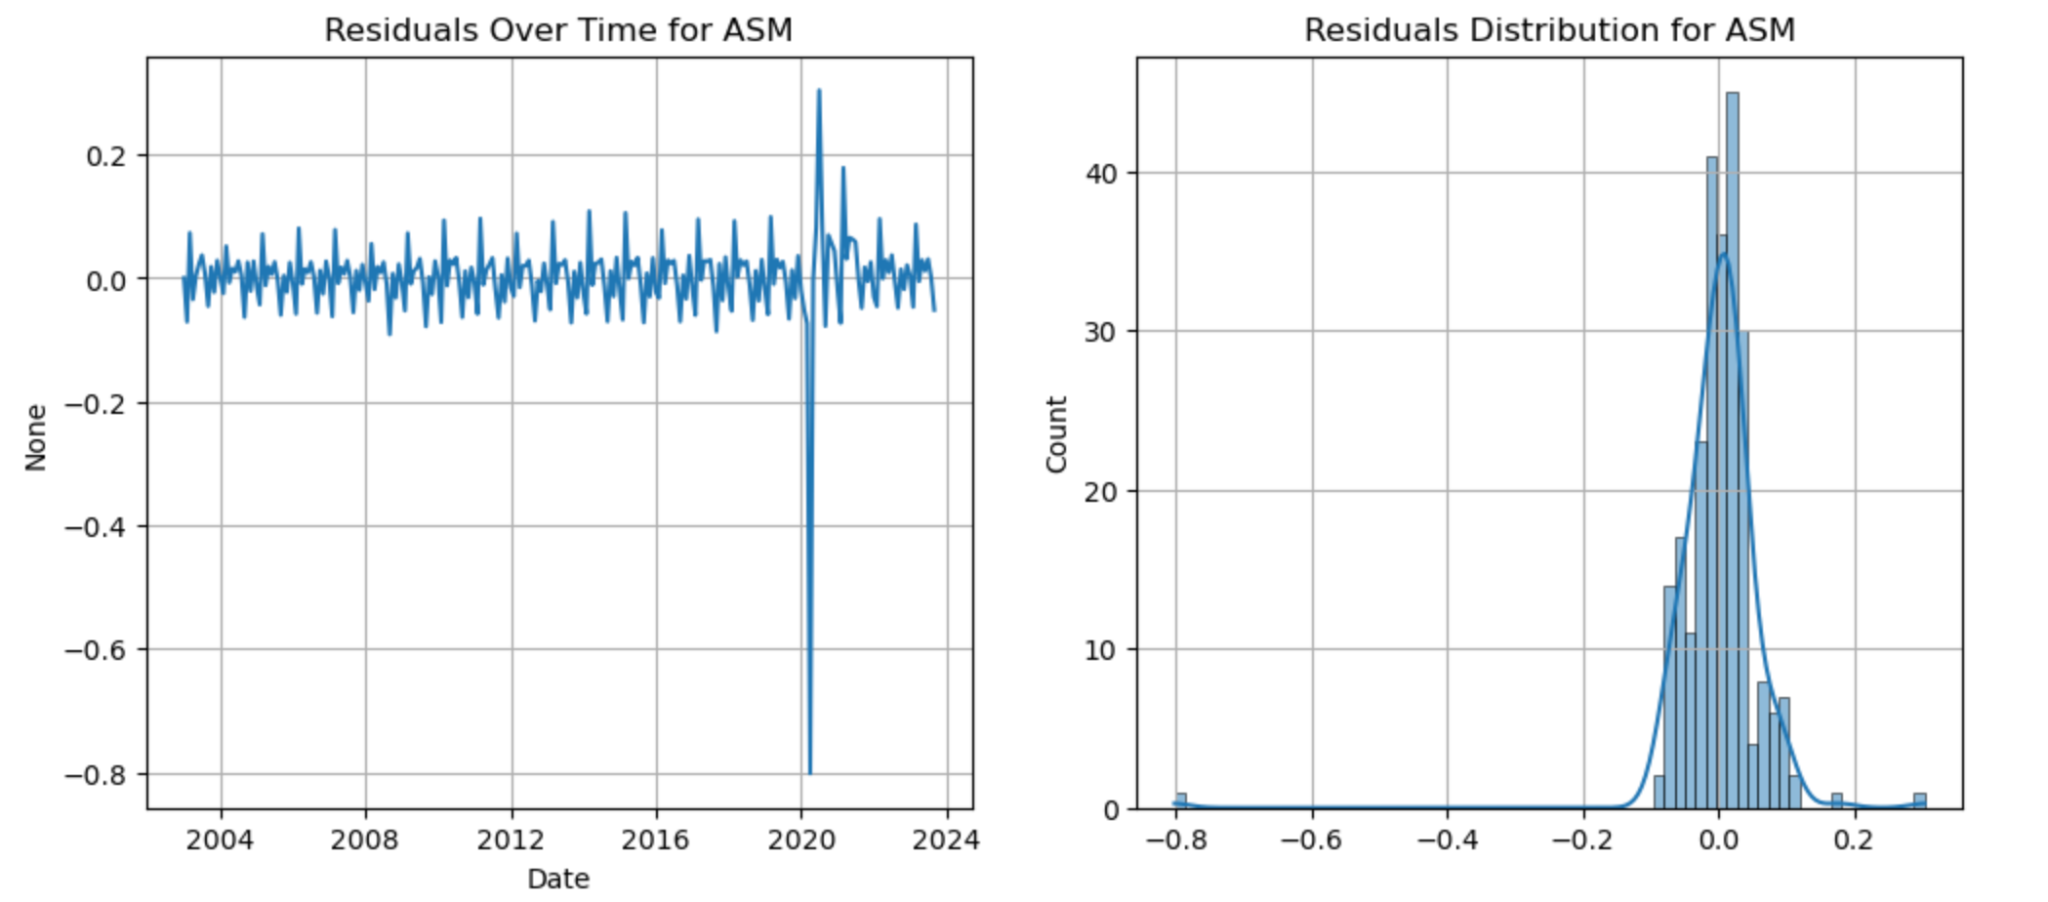 Residuals Over Time for ASM
0.2
0.0
−0.2
−0.4
−0.6
−0.8
None
2004 2008 2012 2016 2020 2024
Date
Residuals Distribution for ASM
40
30
20
10
0
Count
−0.8 −0.6 −0.4 −0.2 0.0 0.2